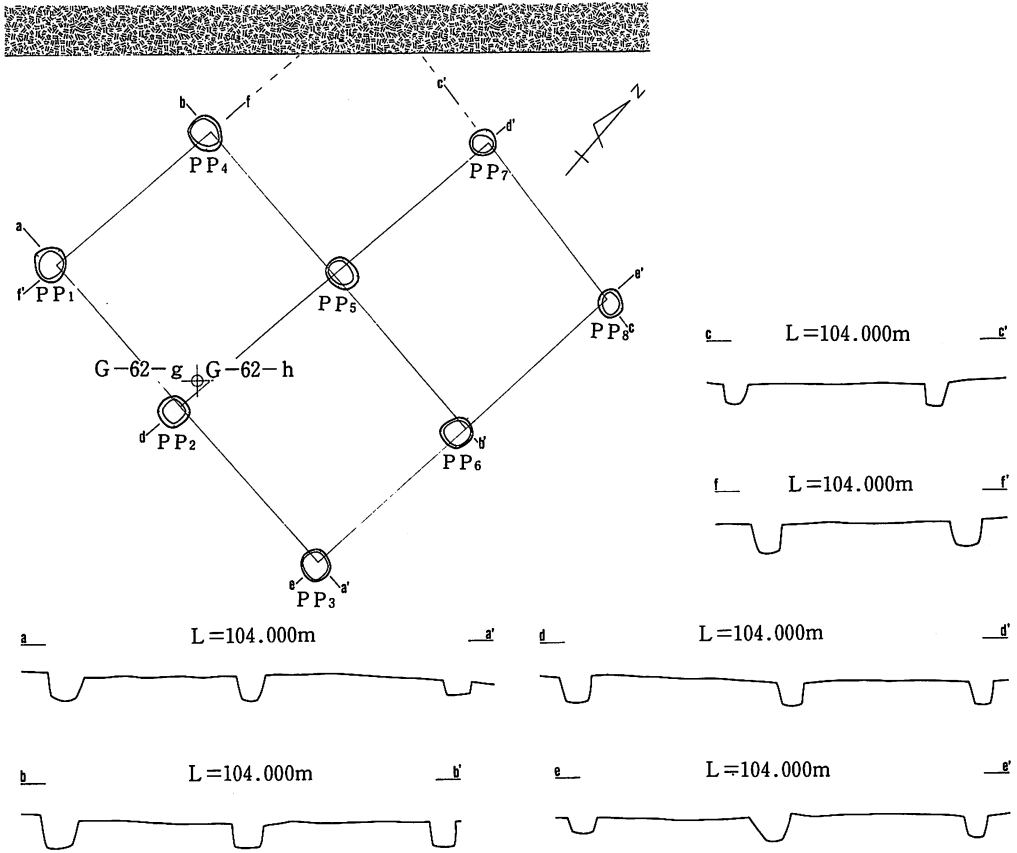 N
b f
c'
d'
PP4
PP7
a
f'
PP1
PP5
e'
PP8 c
G-62-g G-62-h
d
PP2
b'
PP6
e a'
PP3
c L=104.000m c'
f L=104.000m f'
a L=104.000m a'
d L=104.000m d'
b L=104.000m b'
e L=104.000m e'